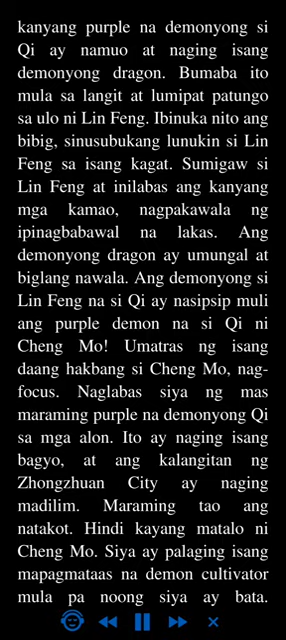 kanyang purple na demonyong si
Qi ay namuo at naging isang
demonyong dragon. Bumaba ito
mula sa langit at lumipat patungo
sa ulo ni Lin Feng. Ibinuka nito ang
bibig, sinusubukang lunukin si Lin
Feng sa isang kagat. Sumigaw si
Lin Feng at inilabas ang kanyang
mga kamao, nagpakawala ng
ipinagbabawal na lakas. Ang
demonyong dragon ay umungal at
biglang nawala. Ang demonyong si
Lin Feng na si Qi ay nasipsip muli
ang purple demon na si Qi ni
Cheng Mo! Umatras ng isang
daang hakbang si Cheng Mo, nag-
focus. Naglabas siya ng mas
maraming purple na demonyong Qi
sa mga alon. Ito ay naging isang
bagyo, at ang kalangitan ng
Zhongzhuan City ay naging
madilim. Maraming tao ang
natakot. Hindi kayang matalo ni
Cheng Mo. Siya ay palaging isang
mapagmataas na demon cultivator
mula pa noong siya ay bata.